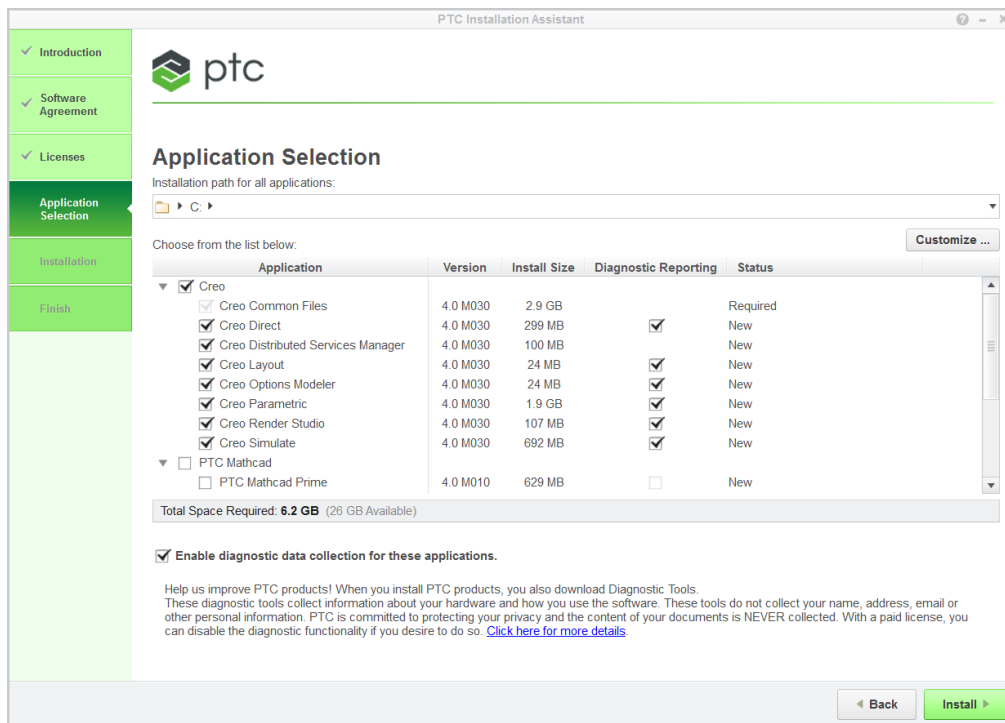 PTC Installation Assistant
Introduction
Software
Agreement
Licenses
Application
Selection
Installation
Finish
ptc
Application Selection
Installation path for all applications:
C:
Choose from the list below:
Customize ...
Application Version Install Size Diagnostic Reporting Status
Creo
Creo Common Files 4.0 M030 2.9 GB Required
Creo Direct 4.0 M030 299 MB New
Creo Distributed Services Manager 4.0 M030 100 MB New
Creo Layout 4.0 M030 24 MB New
Creo Options Modeler 4.0 M030 24 MB New
Creo Parametric 4.0 M030 1.9 GB New
Creo Render Studio 4.0 M030 107 MB New
Creo Simulate 4.0 M030 692 MB New
PTC Mathcad
PTC Mathcad Prime 4.0 M010 629 MB New
Total Space Required: 6.2 GB (26 GB Available)
Enable diagnostic data collection for these applications.
Help us improve PTC products! When you install PTC products, you also download Diagnostic Tools.
These diagnostic tools collect information about your hardware and how you use the software. These tools do not collect your name, address, email or
other personal information. PTC is committed to protecting your privacy and the content of your documents is NEVER collected. With a paid license, you
can disable the diagnostic functionality if you desire to do so. Click here for more details.
Back
Install